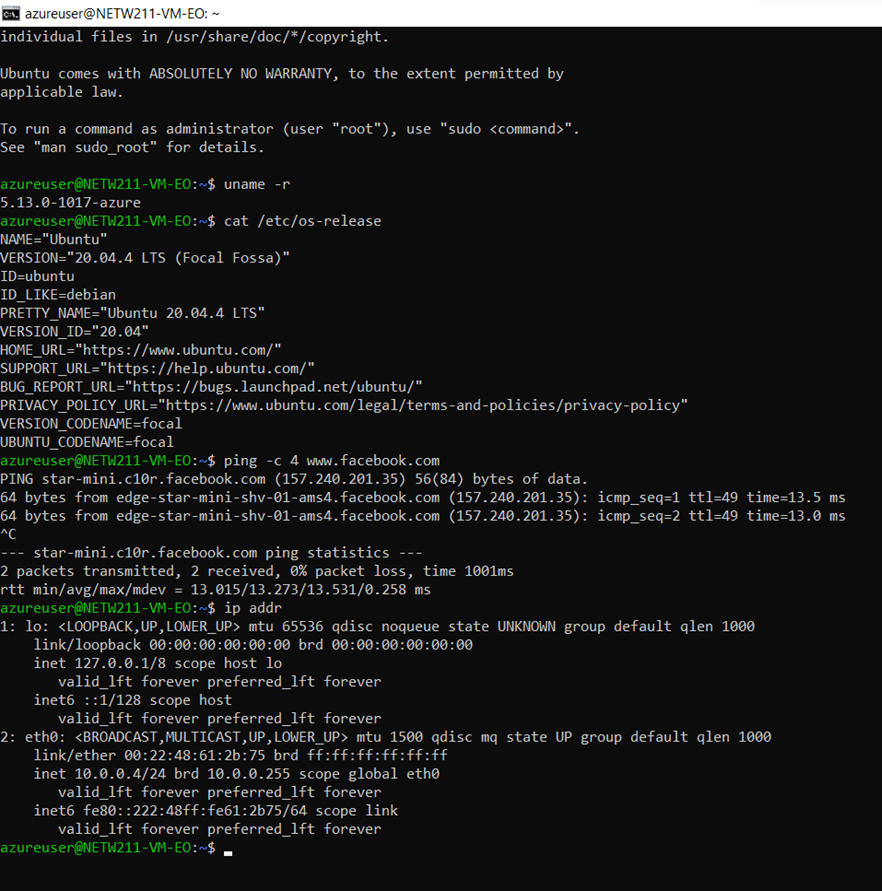 azureuser@NETW211-VM-EO: ~
individual files in /usr/share/doc/*/copyright.
Ubuntu comes with ABSOLUTELY NO WARRANTY, to the extent permitted by
applicable law.
To run a command as administrator (user "root"), use "sudo <command>".
See "man sudo_root" for details.
azureuser@NETW211-VM-EO:~$ uname -r
5.13.0-1017-azure
azureuser@NETW211-VM-EO:~$ cat /etc/os-release
NAME="Ubuntu"
VERSION="20.04.4 LTS (Focal Fossa)"
ID=ubuntu
ID_LIKE=debian
PRETTY_NAME="Ubuntu 20.04.4 LTS"
VERSION_ID="20.04"
HOME_URL="https://www.ubuntu.com/"
SUPPORT_URL="https://help.ubuntu.com/"
BUG_REPORT_URL="https://bugs.launchpad.net/ubuntu/"
PRIVACY_POLICY_URL="https://www.ubuntu.com/legal/terms-and-policies/privacy-policy"
VERSION_CODENAME=focal
UBUNTU_CODENAME=focal
azureuser@NETW211-VM-EO:~$ ping -c 4 www.facebook.com
PING star-mini.c10r.facebook.com (157.240.201.35) 56(84) bytes of data.
64 bytes from edge-star-mini-shv-01-ams4.facebook.com (157.240.201.35): icmp_seq=1 ttl=49 time=13.5 ms
64 bytes from edge-star-mini-shv-01-ams4.facebook.com (157.240.201.35): icmp_seq=2 ttl=49 time=13.0 ms
^C
--- star-mini.c10r.facebook.com ping statistics ---
2 packets transmitted, 2 received, 0% packet loss, time 1001ms
rtt min/avg/max/mdev = 13.015/13.273/13.531/0.258 ms
azureuser@NETW211-VM-EO:~$ ip addr
1: lo: <LOOPBACK,UP,LOWER_UP> mtu 65536 qdisc noqueue state UNKNOWN group default qlen 1000
    link/loopback 00:00:00:00:00:00 brd 00:00:00:00:00:00
    inet 127.0.0.1/8 scope host lo
       valid_lft forever preferred_lft forever
    inet6 ::1/128 scope host
       valid_lft forever preferred_lft forever
2: eth0: <BROADCAST,MULTICAST,UP,LOWER_UP> mtu 1500 qdisc mq state UP group default qlen 1000
    link/ether 00:22:48:61:2b:75 brd ff:ff:ff:ff:ff:ff
    inet 10.0.0.4/24 brd 10.0.0.255 scope global eth0
       valid_lft forever preferred_lft forever
    inet6 fe80::222:48ff:fe61:2b75/64 scope link
       valid_lft forever preferred_lft forever
azureuser@NETW211-VM-EO:~$